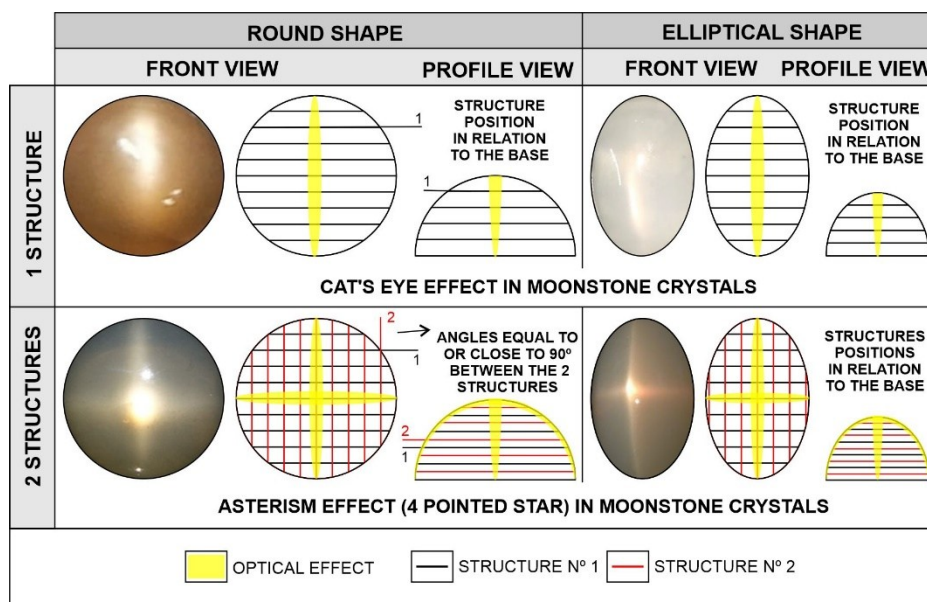 ROUND SHAPE
ELLIPTICAL SHAPE
FRONT VIEW
PROFILE VIEW
FRONT VIEW
PROFILE VIEW
1 STRUCTURE
1
STRUCTURE
POSITION
IN RELATION
TO THE BASE
1
STRUCTURE
POSITION
IN RELATION
TO THE BASE
CAT'S EYE EFFECT IN MOONSTONE CRYSTALS
2 STRUCTURES
2
1
ANGLES EQUAL TO
OR CLOSE TO 90º
BETWEEN THE 2
STRUCTURES
2
1
STRUCTURES
POSITIONS
IN RELATION
TO THE BASE
ASTERISM EFFECT (4 POINTED STAR) IN MOONSTONE CRYSTALS
OPTICAL EFFECT
STRUCTURE Nº 1
STRUCTURE Nº 2